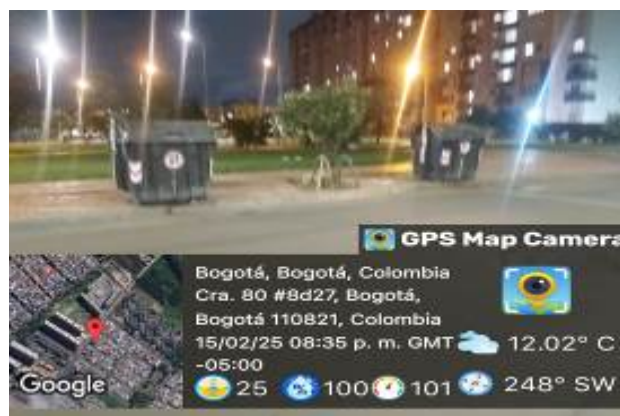 GPS Map Camera
Bogotá, Bogotá, Colombia
Cra. 80 #8d27, Bogotá,
Bogotá 110821, Colombia
15/02/25 08:35 p. m. GMT
-05:00
12.02° C
25 100 101 248° SW
Google